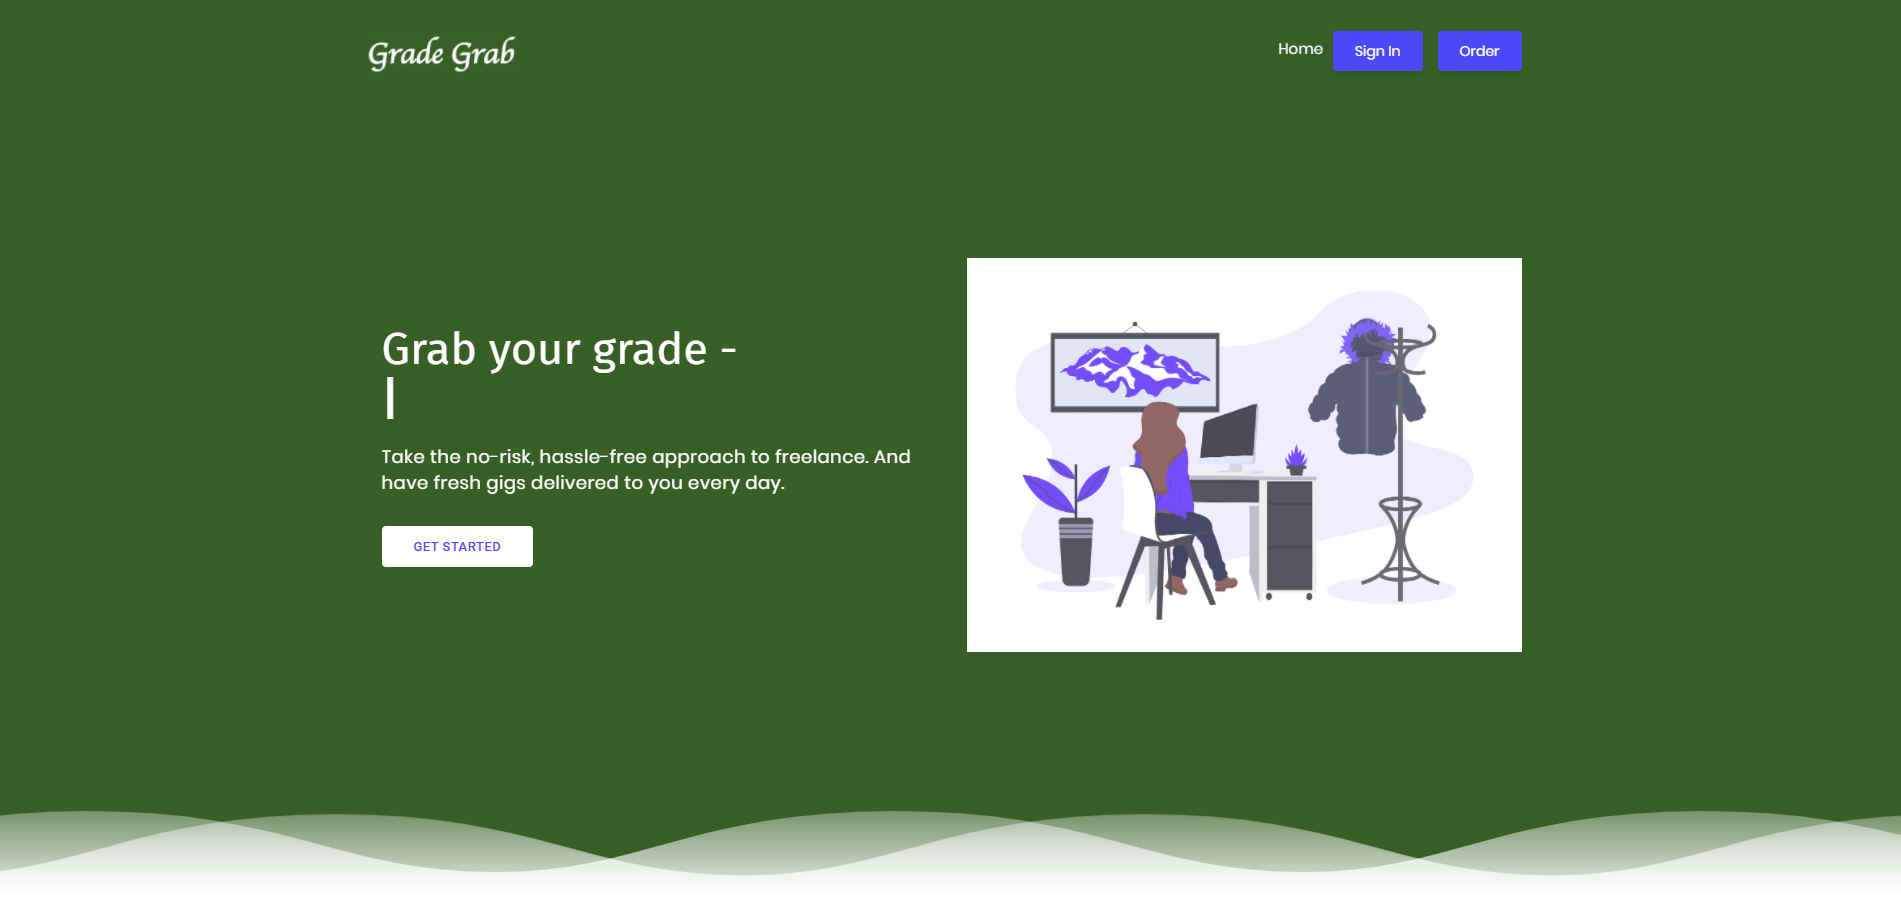 Grade Grab
Home
Sign In
Order
Grab your grade -
Take the no-risk, hassle-free approach to freelance. And
have fresh gigs delivered to you every day.
GET STARTED